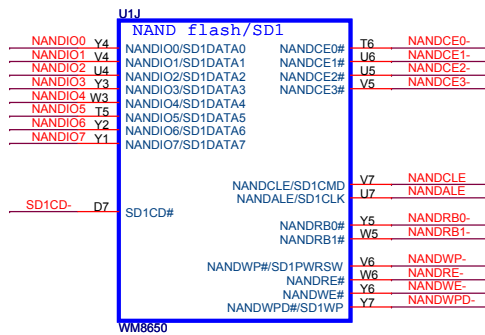 U1J
NAND flash/SD1
NANDIO0 Y4 NANDIO0/SD1DATA0 NANDCE0# T6 NANDCE0-
NANDIO1 V4 NANDIO1/SD1DATA1 NANDCE1# U6 NANDCE1-
NANDIO2 U4 NANDIO2/SD1DATA2 NANDCE2# U5 NANDCE2-
NANDIO3 Y3 NANDIO3/SD1DATA3 NANDCE3# V5 NANDCE3-
NANDIO4 W3 NANDIO4/SD1DATA4
NANDIO5 T5 NANDIO5/SD1DATA5
NANDIO6 Y2 NANDIO6/SD1DATA6
NANDIO7 Y1 NANDIO7/SD1DATA7
NANDCLE/SD1CMD V7 NANDCLE
NANDALE/SD1CLK U7 NANDALE
SD1CD- D7 SD1CD#
NANDRB0# Y5 NANDRB0-
NANDRB1# W5 NANDRB1-
NANDWP#/SD1PWRSW V6 NANDWP-
NANDRE# W6 NANDRE-
NANDWE# Y6 NANDWE-
NANDWPD#/SD1WP Y7 NANDWPD-
WM8650